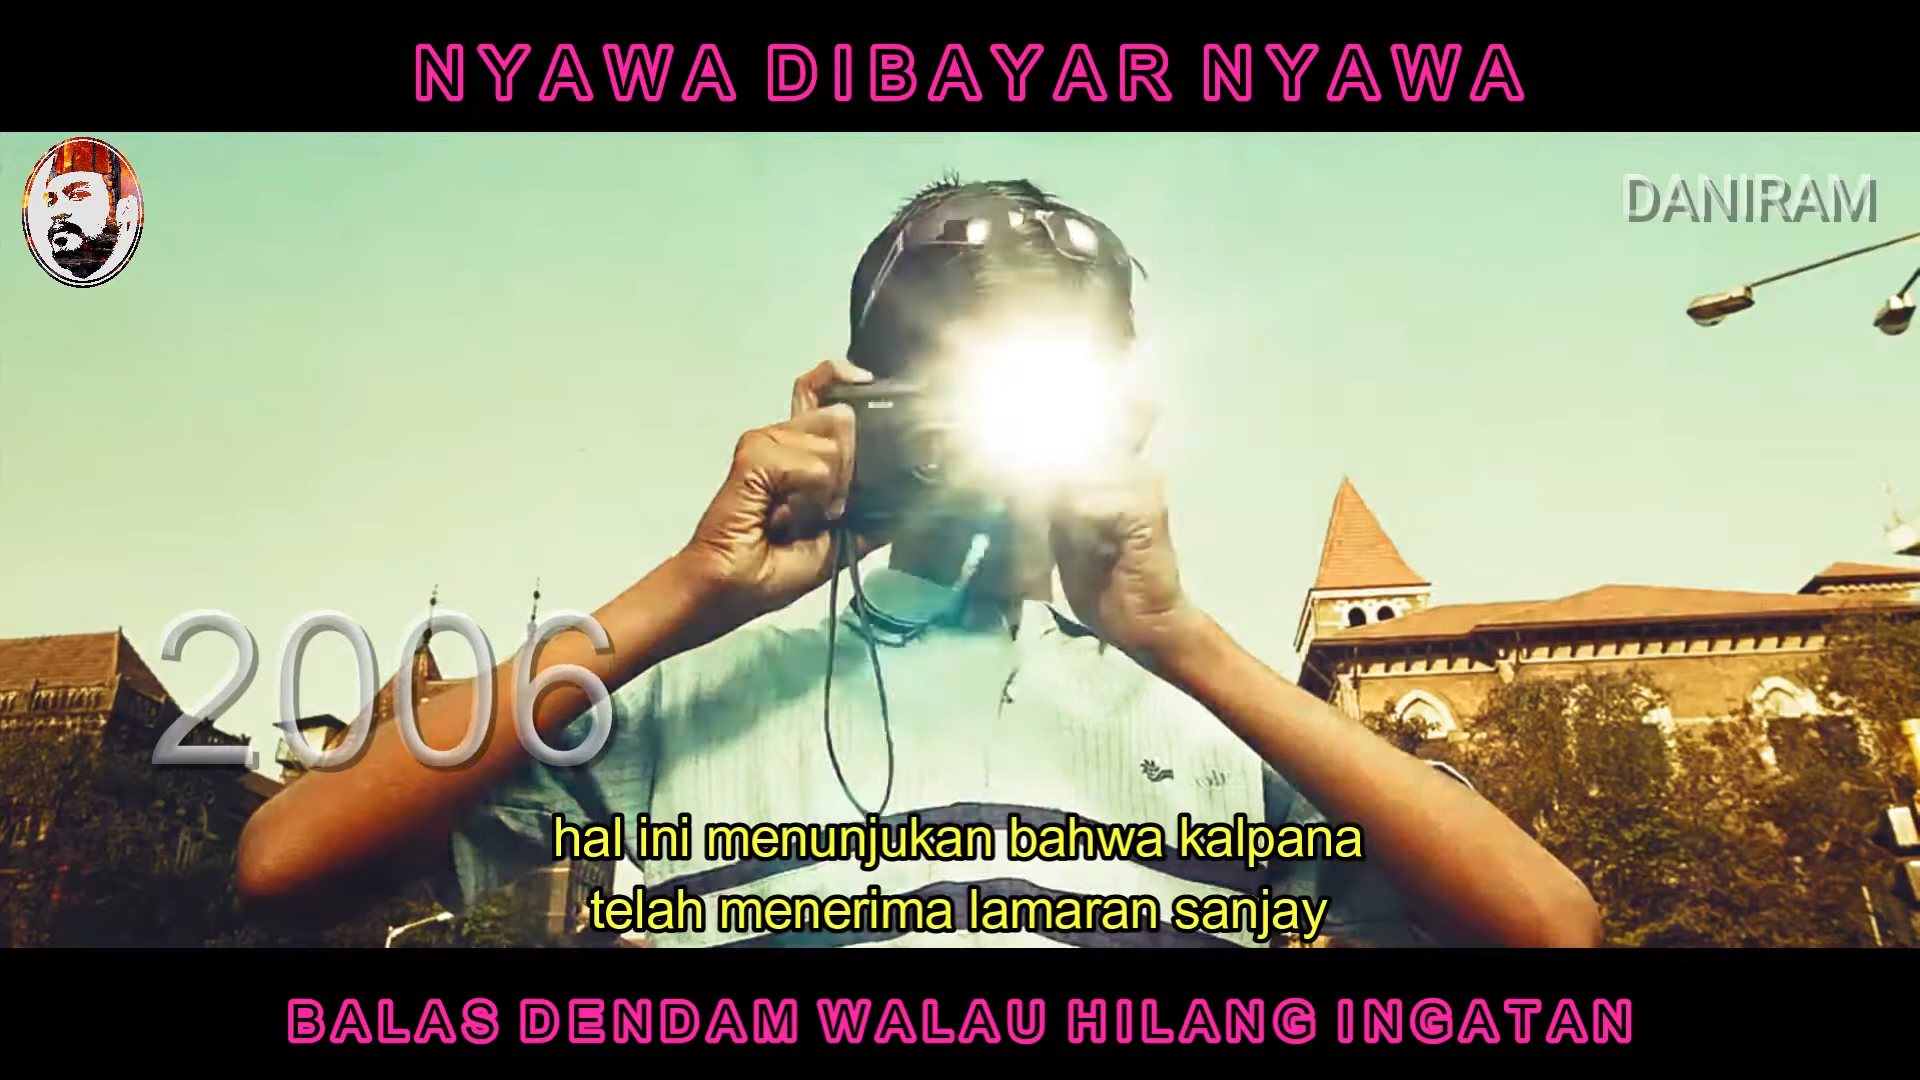 NYAWA DIBAYAR NYAWA
DANIRAM
2006
hal ini menunjukan bahwa kalpana
telah menerima lamaran sanjay
BALAS DENDAM WALAU HILANG INGATAN